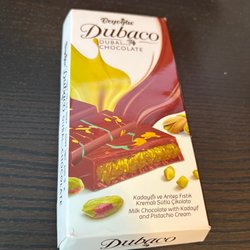 Dubaco
DUBAI
CHOCOLATE
Kadayıflı ve Antep Fıstık
Kremalı Sütlü Çikolata
Milk Chocolate with Kadayıf
and Pistachio Cream
Dubaco